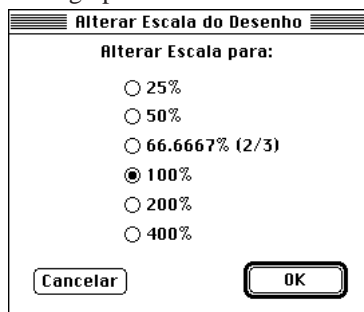 Alterar Escala do Desenho
Alterar Escala para:
25%
50%
66.6667% (2/3)
100%
200%
400%
Cancelar
OK